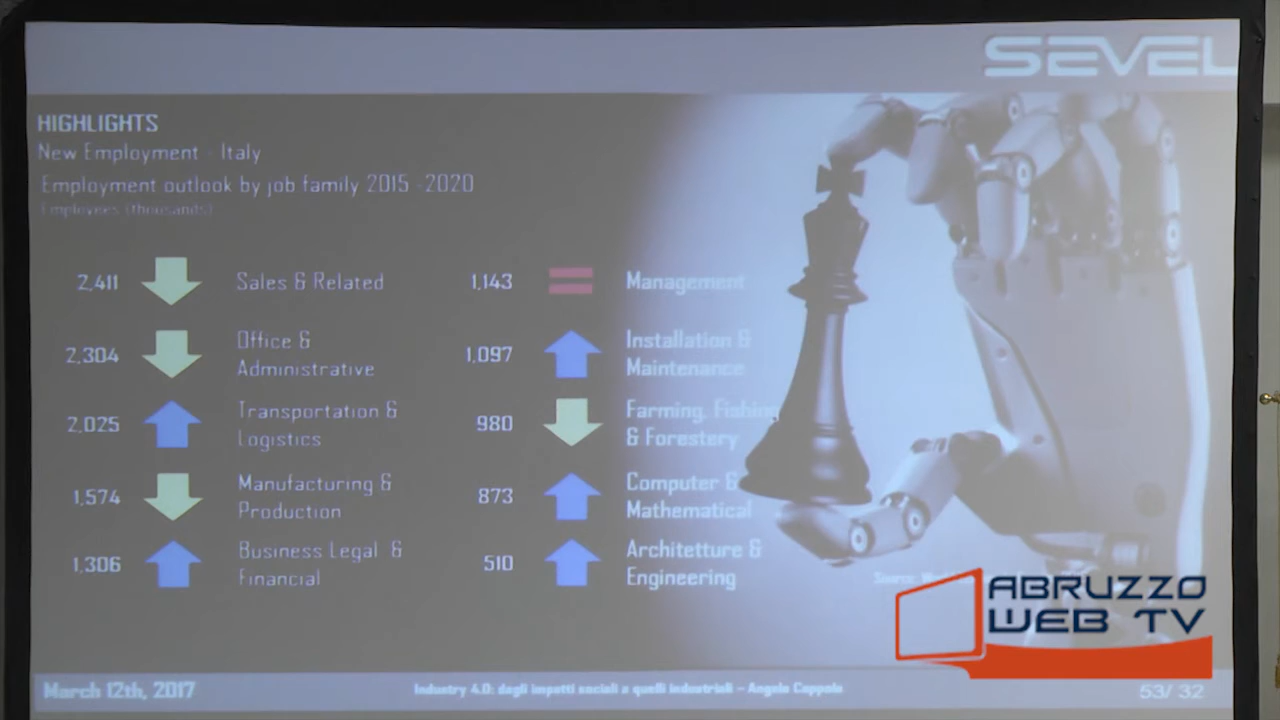 SEVEL
HIGHLIGHTS
New Employment - Italy
Employment outlook by job family 2015 -2020
Employees (thousands)
2,411
Sales & Related
2,304
Office &
Administrative
2,025
Transportation &
Logistics
1,574
Manufacturing &
Production
1,306
Business Legal &
Financial
1,143
Management
1,097
Installation &
Maintenance
980
Farming, Fishing
& Forestery
873
Computer &
Mathematical
510
Architetture &
Engineering
Source:
ABRUZZO
WEB TV
March 12th, 2017
Industry 4.0: dagli impatti sociali a quelli industriali – Angelo Coppola
53/ 32